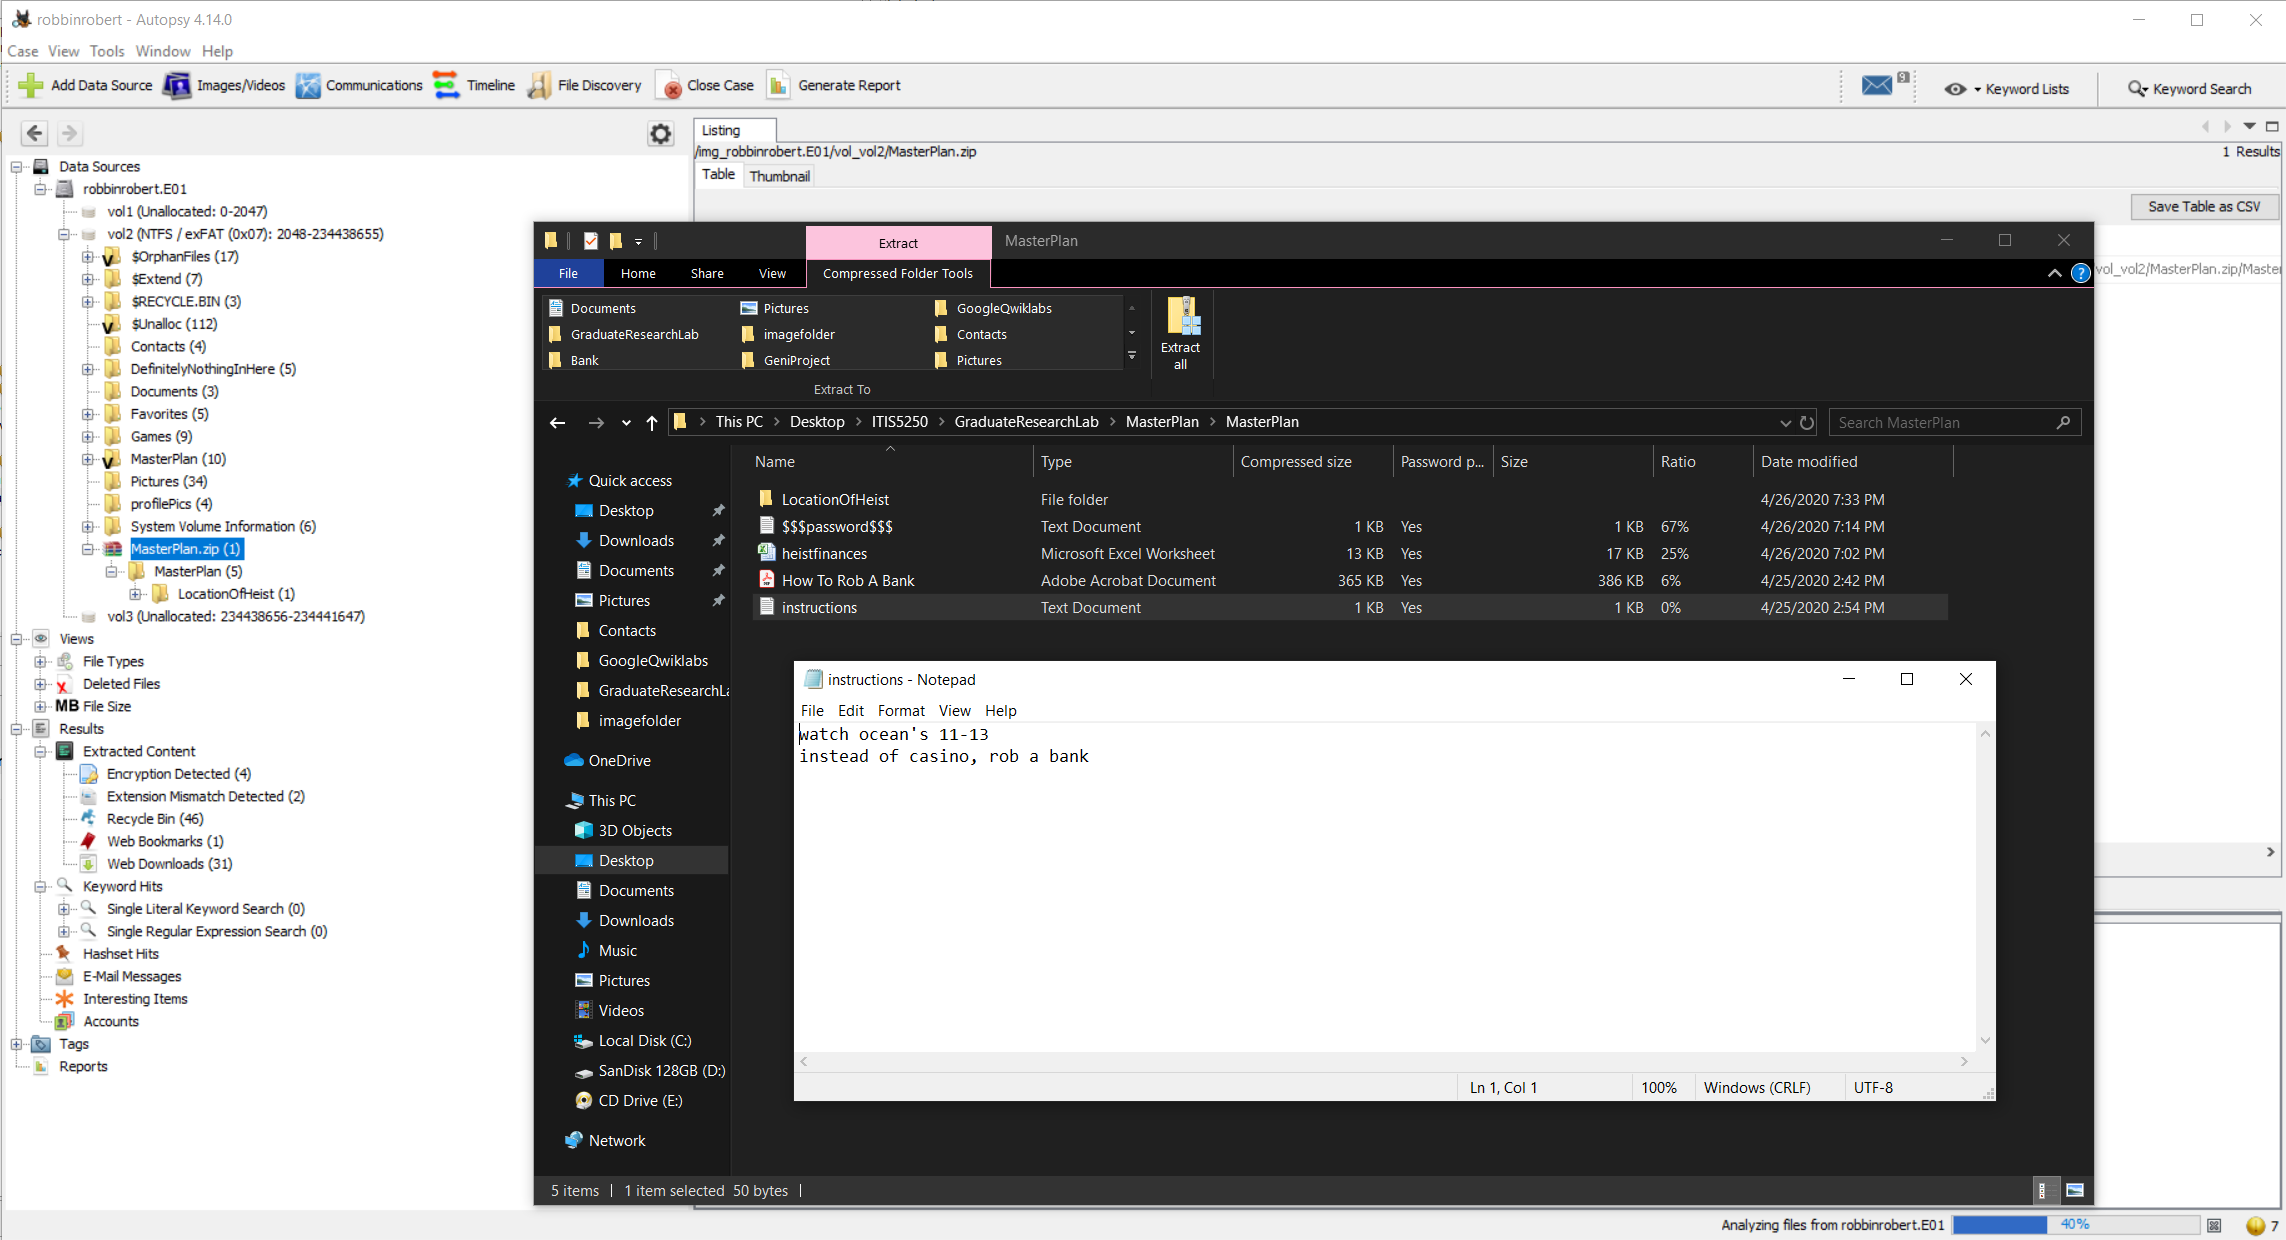 robbinrobert - Autopsy 4.14.0
Case View Tools Window Help
Add Data Source Images/Videos Communications Timeline File Discovery Close Case Generate Report
9
Keyword Lists
Keyword Search
Listing
/img_robbinrobert.E01/vol_vol2/MasterPlan.zip
1 Results
Table Thumbnail
Save Table as CSV
vol_vol2/MasterPlan.zip/Master
Data Sources
robbinrobert.E01
vol1 (Unallocated: 0-2047)
vol2 (NTFS / exFAT (0x07): 2048-234438655)
$OrphanFiles (17)
$Extend (7)
$RECYCLE.BIN (3)
$Unalloc (112)
Contacts (4)
DefinitelyNothingInHere (5)
Documents (3)
Favorites (5)
Games (9)
MasterPlan (10)
Pictures (34)
profilePics (4)
System Volume Information (6)
MasterPlan.zip (1)
MasterPlan (5)
LocationOfHeist (1)
vol3 (Unallocated: 234438656-234441647)
Views
File Types
Deleted Files
MB File Size
Results
Extracted Content
Encryption Detected (4)
Extension Mismatch Detected (2)
Recycle Bin (46)
Web Bookmarks (1)
Web Downloads (31)
Keyword Hits
Single Literal Keyword Search (0)
Single Regular Expression Search (0)
Hashset Hits
E-Mail Messages
Interesting Items
Accounts
Tags
Reports
Extract
MasterPlan
File Home Share View Compressed Folder Tools
?
Documents Pictures GoogleQwiklabs
GraduateResearchLab imagefolder Contacts
Bank GeniProject Pictures
Extract To
Extract
all
This PC > Desktop > ITIS5250 > GraduateResearchLab > MasterPlan > MasterPlan
Search MasterPlan
Name Type Compressed size Password p... Size Ratio Date modified
LocationOfHeist File folder 4/26/2020 7:33 PM
$$$password$$$ Text Document 1 KB Yes 1 KB 67% 4/26/2020 7:14 PM
heistfinances Microsoft Excel Worksheet 13 KB Yes 17 KB 25% 4/26/2020 7:02 PM
How To Rob A Bank Adobe Acrobat Document 365 KB Yes 386 KB 6% 4/25/2020 2:42 PM
instructions Text Document 1 KB Yes 1 KB 0% 4/25/2020 2:54 PM
Quick access
Desktop
Downloads
Documents
Pictures
Contacts
GoogleQwiklabs
GraduateResearchLa
imagefolder
OneDrive
This PC
3D Objects
Desktop
Documents
Downloads
Music
Pictures
Videos
Local Disk (C:)
SanDisk 128GB (D:)
CD Drive (E:)
Network
instructions - Notepad
File Edit Format View Help
watch ocean's 11-13
instead of casino, rob a bank
Ln 1, Col 1 100% Windows (CRLF) UTF-8
5 items 1 item selected 50 bytes
Analyzing files from robbinrobert.E01 40% 7